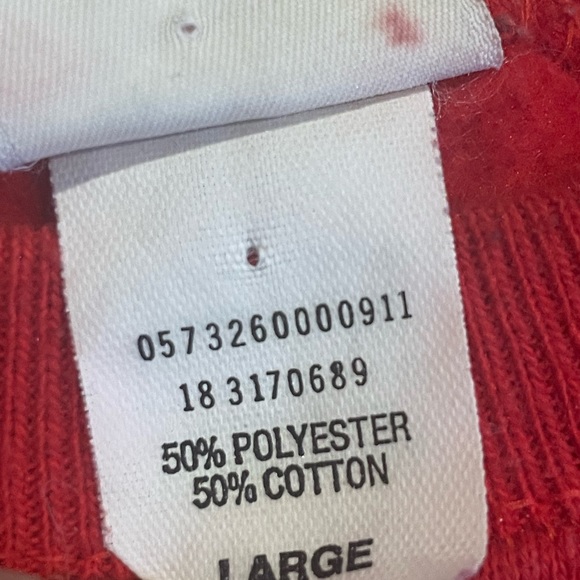 0573260000911
18 3170689
50% POLYESTER
50% COTTON
LARGE